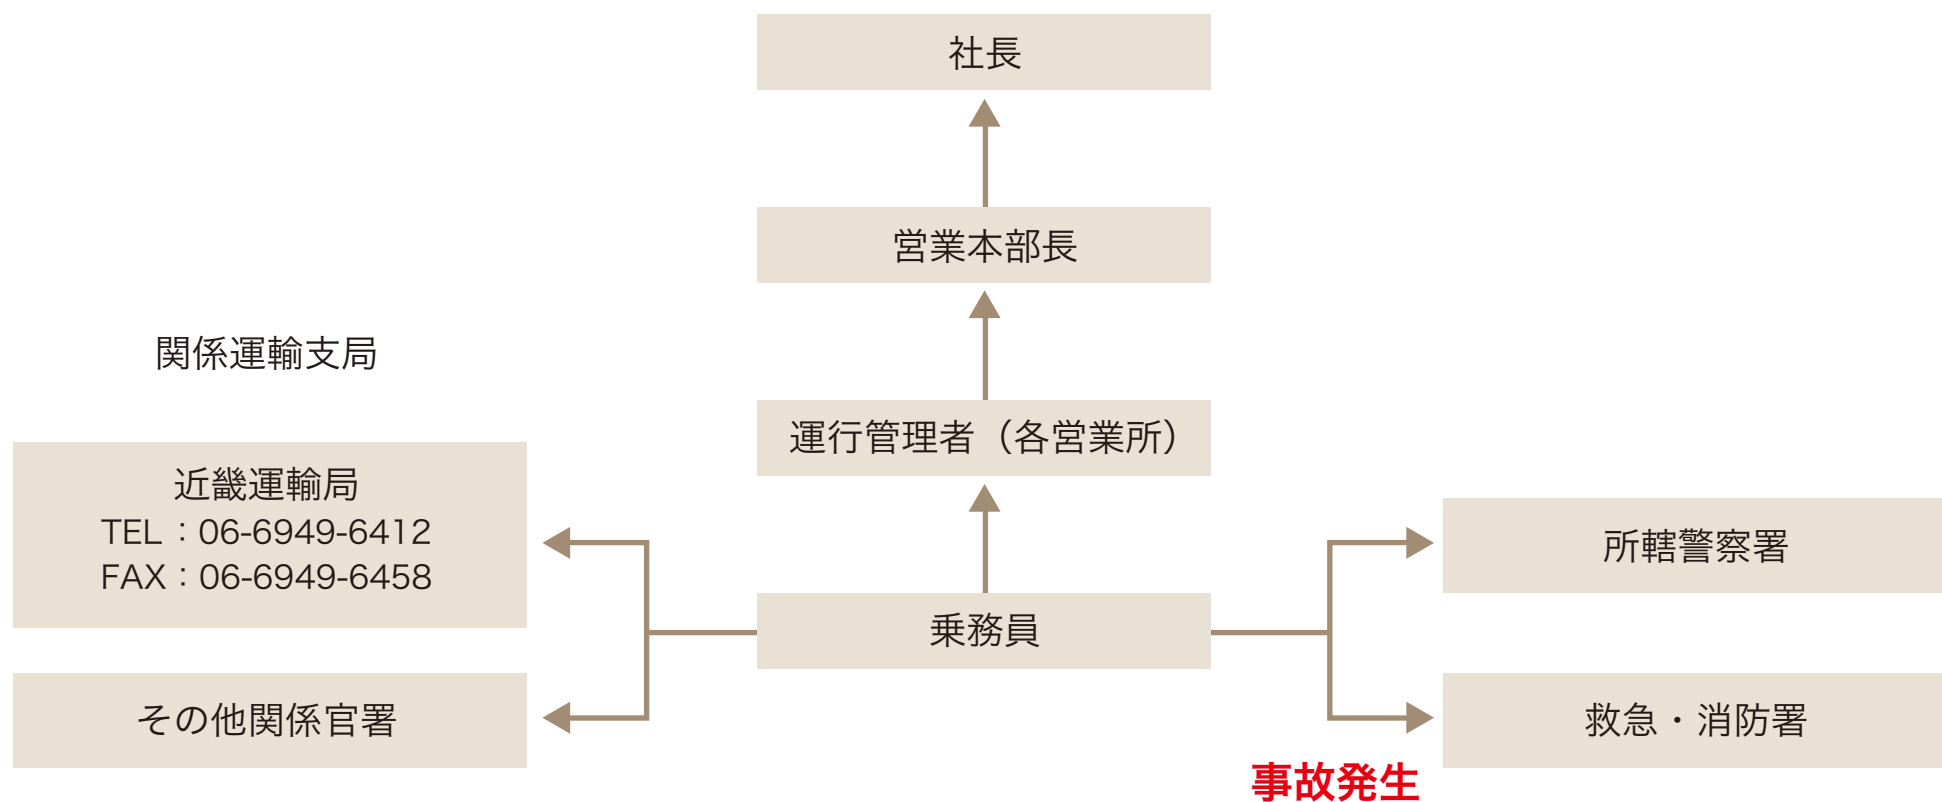 社長
営業本部長
関係運輸支局
運行管理者（各営業所）
近畿運輸局
TEL：06-6949-6412
FAX：06-6949-6458
所轄警察署
乗務員
その他関係官署
救急・消防署
事故発生